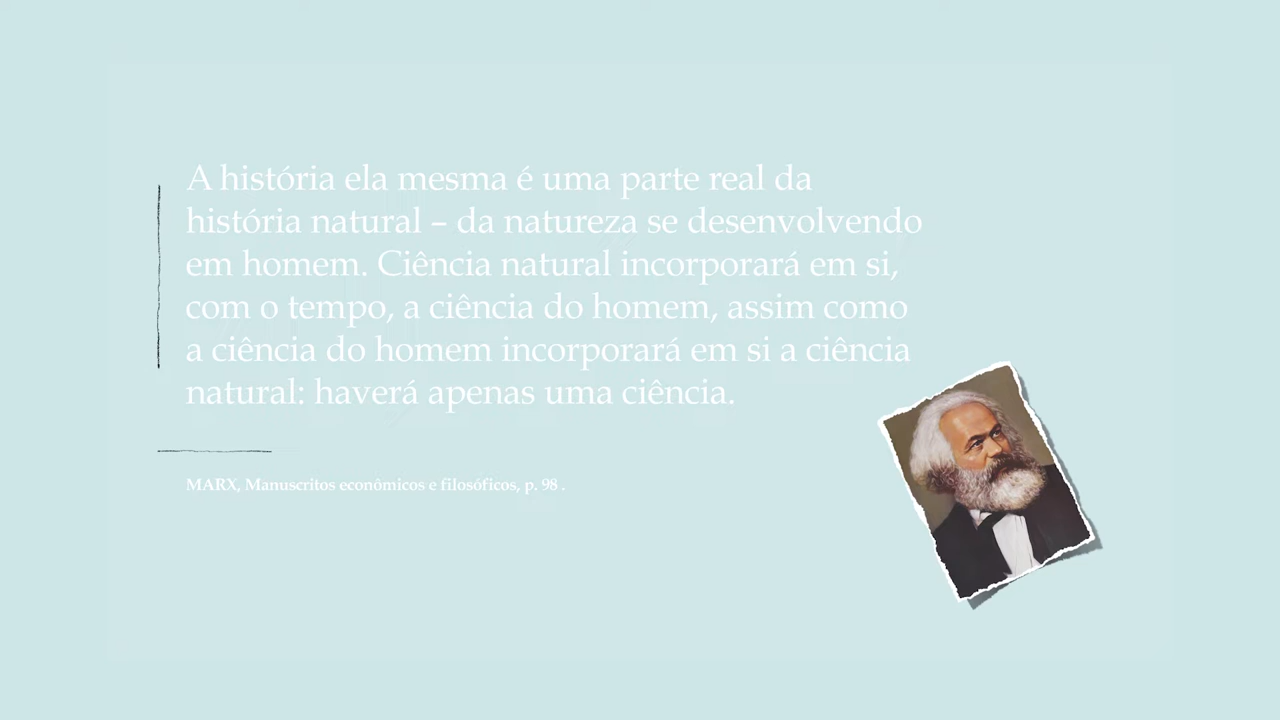 A história ela mesma é uma parte real da
história natural – da natureza se desenvolvendo
em homem. Ciência natural incorporará em si,
com o tempo, a ciência do homem, assim como
a ciência do homem incorporará em si a ciência
natural: haverá apenas uma ciência.
MARX, Manuscritos econômicos e filosóficos, p. 98 .